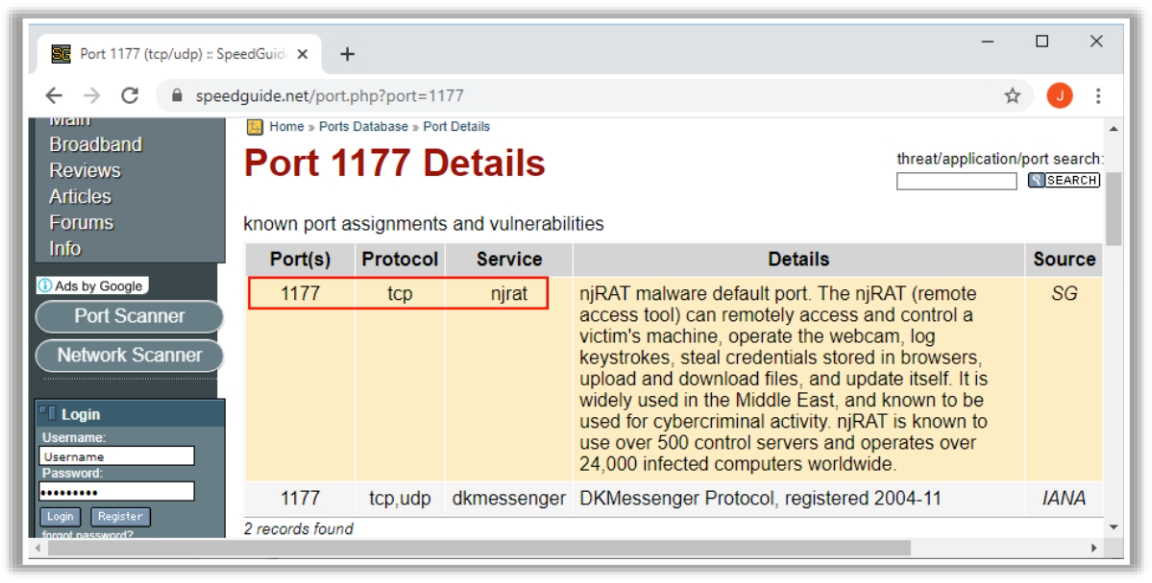 SG Port 1177 (tcp/udp) :: SpeedGuid
speedguide.net/port.php?port=1177
J
Main
Broadband
Reviews
Articles
Forums
Info
Ads by Google
Port Scanner
Network Scanner
Login
Username:
Username
Password:
•••••••••
Login Register
forgot password?
Home » Ports Database » Port Details
Port 1177 Details
threat/application/port search:
SEARCH
known port assignments and vulnerabilities
Port(s) Protocol Service Details Source
1177 tcp njrat njRAT malware default port. The njRAT (remote SG
access tool) can remotely access and control a
victim's machine, operate the webcam, log
keystrokes, steal credentials stored in browsers,
upload and download files, and update itself. It is
widely used in the Middle East, and known to be
used for cybercriminal activity. njRAT is known to
use over 500 control servers and operates over
24,000 infected computers worldwide.
1177 tcp,udp dkmessenger DKMessenger Protocol, registered 2004-11 IANA
2 records found